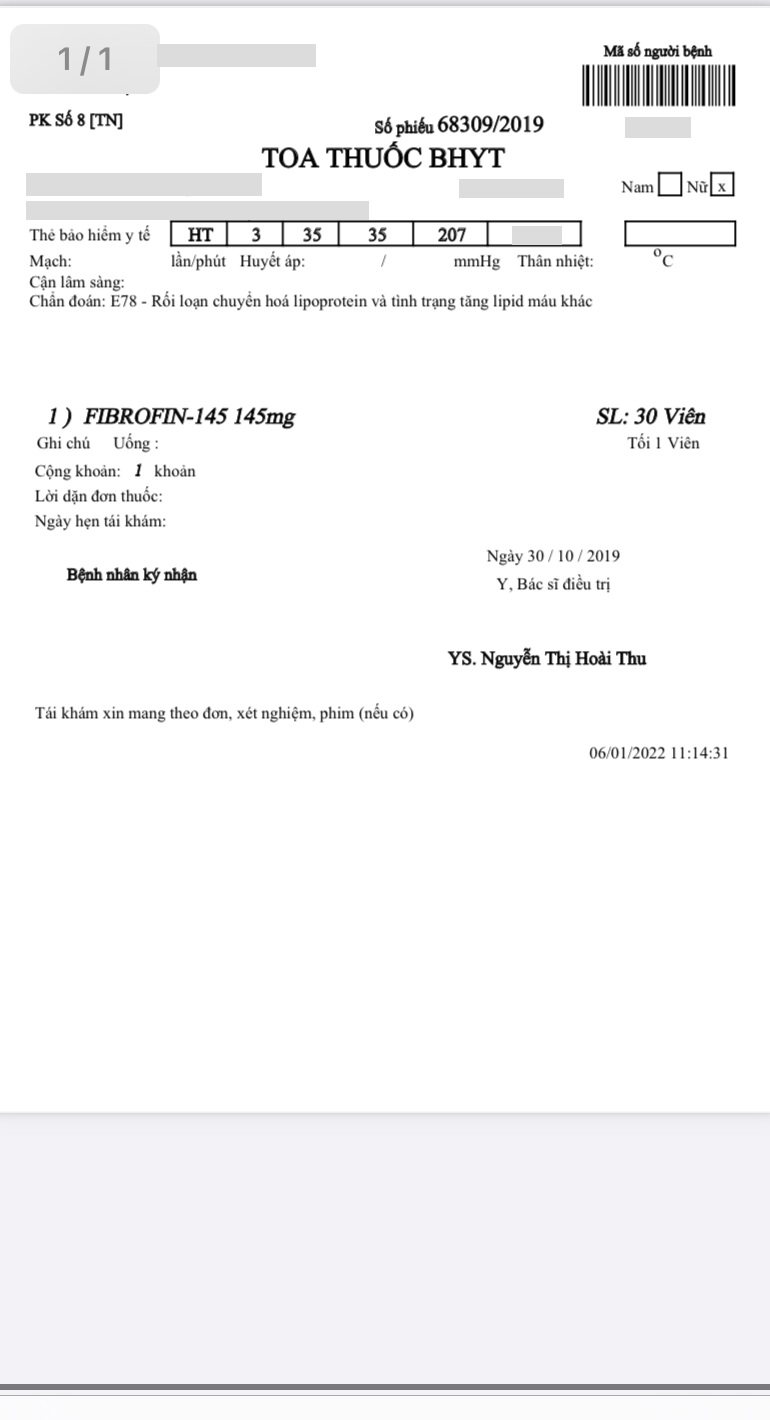 1/1
Mã số người bệnh
PK Số 8 [TN]
Số phiếu 68309/2019
TOA THUỐC BHYT
Nam Nữ x
Thẻ bảo hiểm y tế HT 3 35 35 207
Mạch: lần/phút Huyết áp: / mmHg Thân nhiệt: °C
Cận lâm sàng:
Chẩn đoán: E78 - Rối loạn chuyển hoá lipoprotein và tình trạng tăng lipid máu khác
1 ) FIBROFIN-145 145mg SL: 30 Viên
Ghi chú Uống : Tối 1 Viên
Cộng khoản: 1 khoản
Lời dặn đơn thuốc:
Ngày hẹn tái khám:
Ngày 30 / 10 / 2019
Bệnh nhân ký nhận
Y, Bác sĩ điều trị
YS. Nguyễn Thị Hoài Thu
Tái khám xin mang theo đơn, xét nghiệm, phim (nếu có)
06/01/2022 11:14:31